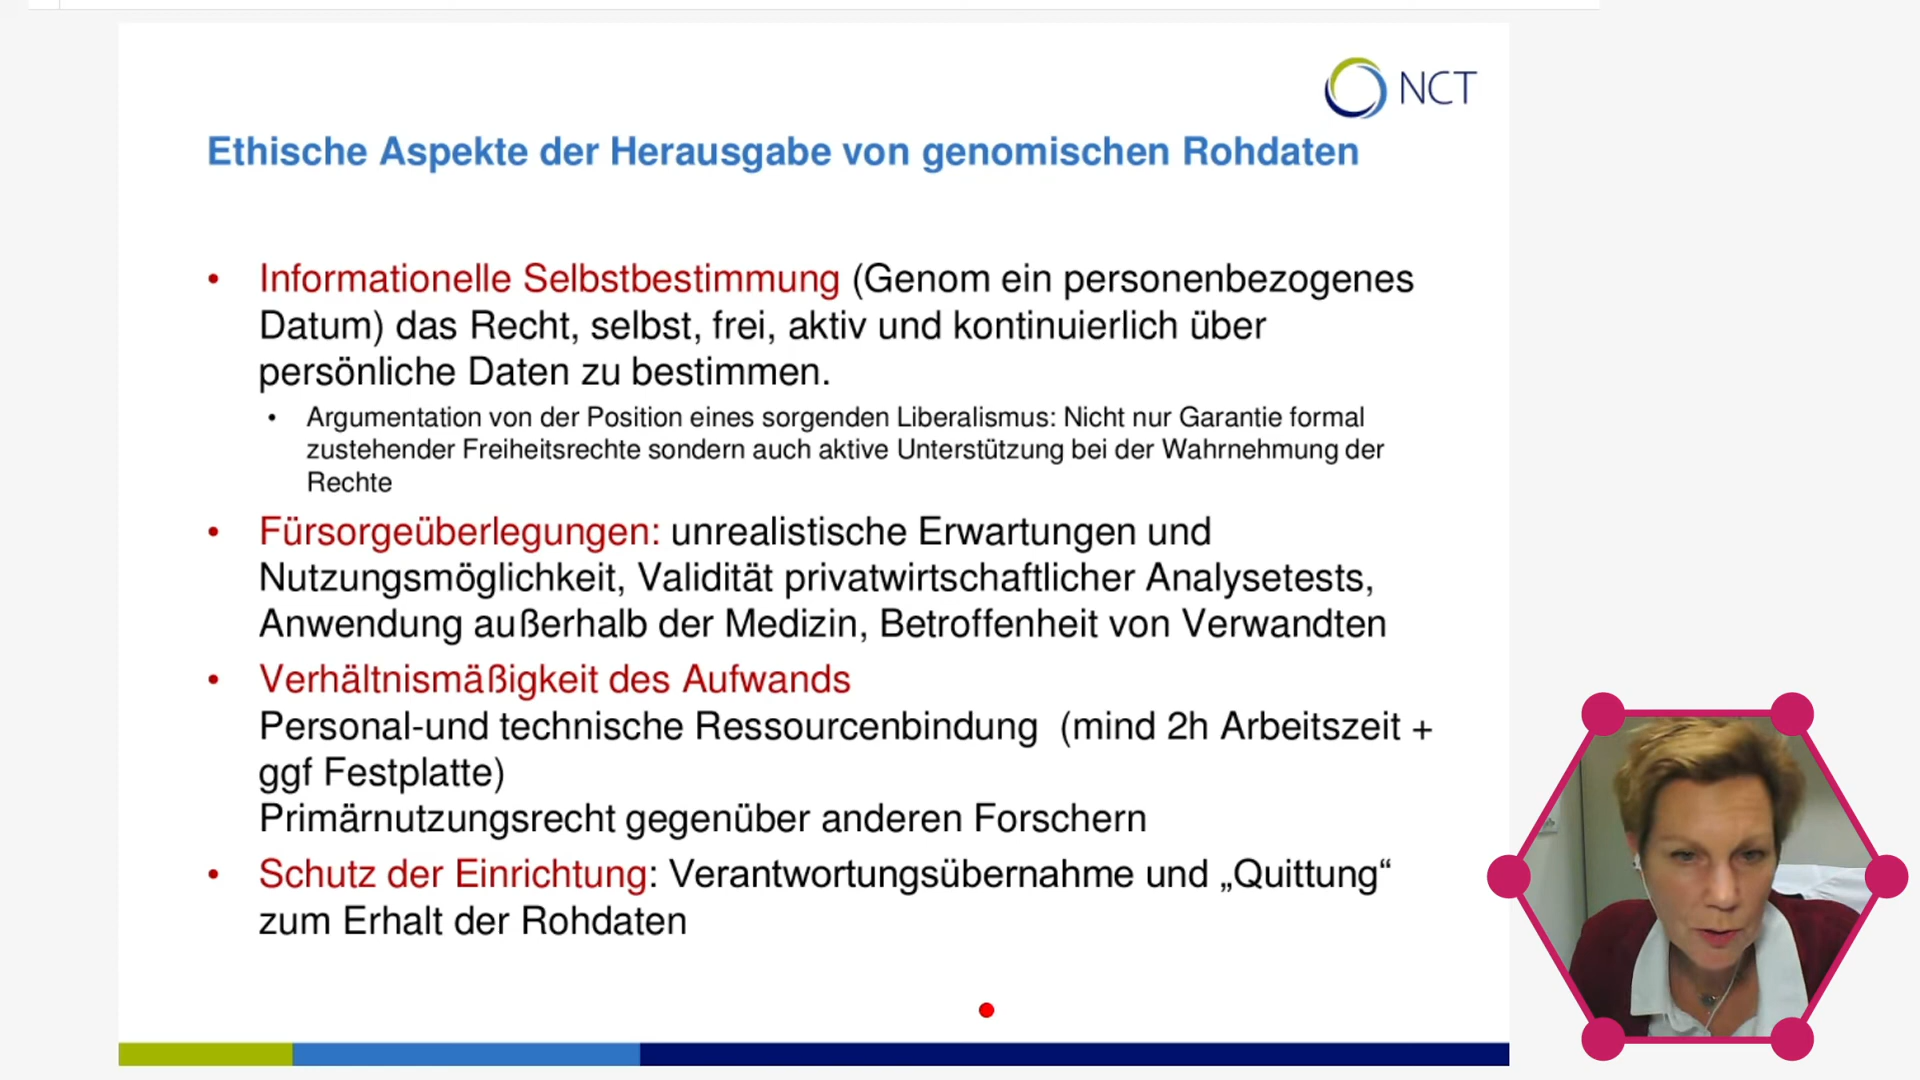 NCT
Ethische Aspekte der Herausgabe von genomischen Rohdaten
• Informationelle Selbstbestimmung (Genom ein personenbezogenes
Datum) das Recht, selbst, frei, aktiv und kontinuierlich über
persönliche Daten zu bestimmen.
• Argumentation von der Position eines sorgenden Liberalismus: Nicht nur Garantie formal
zustehender Freiheitsrechte sondern auch aktive Unterstützung bei der Wahrnehmung der
Rechte
• Fürsorgeüberlegungen: unrealistische Erwartungen und
Nutzungsmöglichkeit, Validität privatwirtschaftlicher Analysetests,
Anwendung außerhalb der Medizin, Betroffenheit von Verwandten
• Verhältnismäßigkeit des Aufwands
Personal-und technische Ressourcenbindung (mind 2h Arbeitszeit +
ggf Festplatte)
Primärnutzungsrecht gegenüber anderen Forschern
• Schutz der Einrichtung: Verantwortungsübernahme und „Quittung“
zum Erhalt der Rohdaten